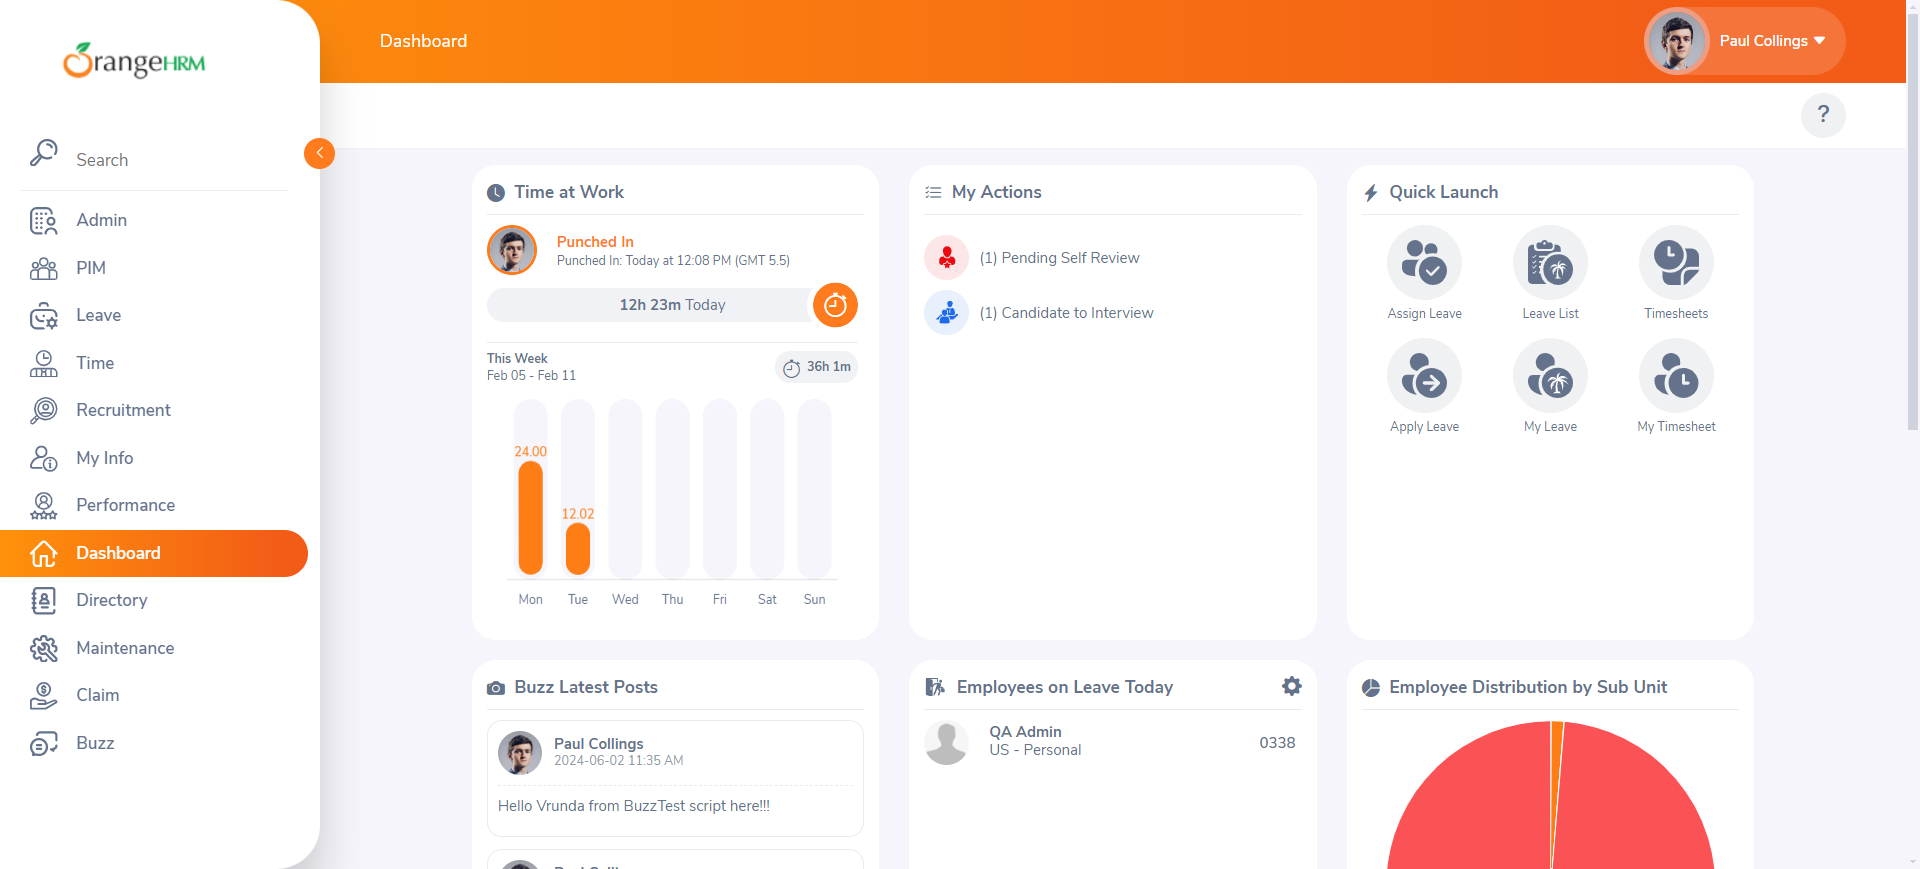 OrangeHRM
Dashboard
Paul Collings
?
Search
Admin
PIM
Leave
Time
Recruitment
My Info
Performance
Dashboard
Directory
Maintenance
Claim
Buzz
Time at Work
Punched In
Punched In: Today at 12:08 PM (GMT 5.5)
12h 23m Today
This Week
Feb 05 - Feb 11
36h 1m
24.00
12.02
Mon Tue Wed Thu Fri Sat Sun
My Actions
(1) Pending Self Review
(1) Candidate to Interview
Quick Launch
Assign Leave
Leave List
Timesheets
Apply Leave
My Leave
My Timesheet
Buzz Latest Posts
Paul Collings
2024-06-02 11:35 AM
Hello Vrunda from BuzzTest script here!!!
Employees on Leave Today
QA Admin
US - Personal
0338
Employee Distribution by Sub Unit